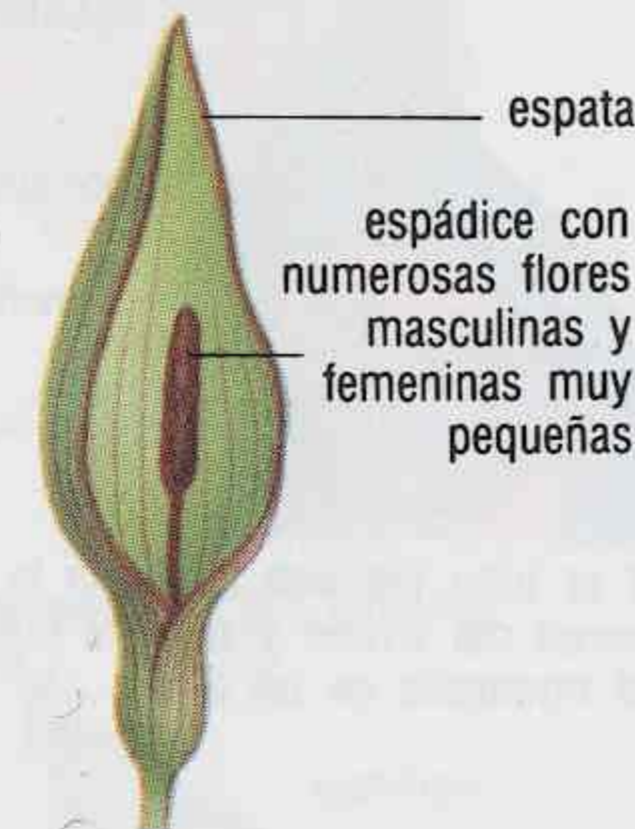 espata
espádice con
numerosas flores
masculinas y
femeninas muy
pequeñas